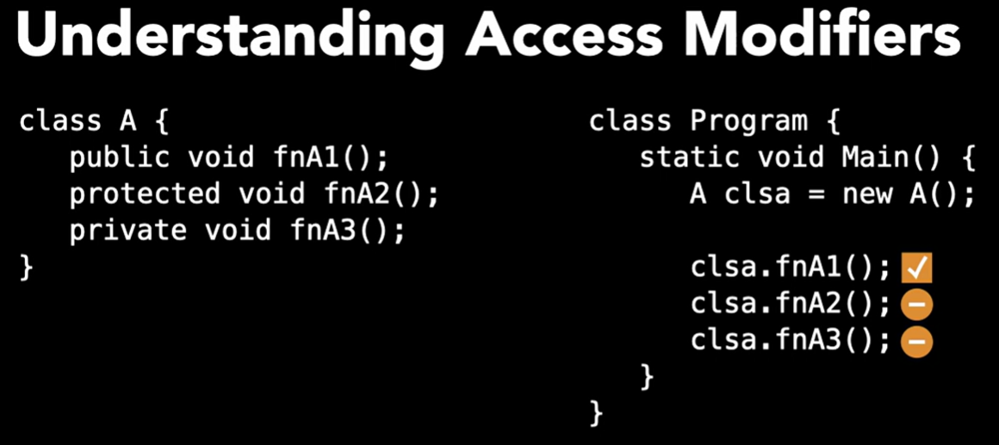 Understanding Access Modifiers
class A {
public void fnA1();
protected void fnA2();
private void fnA3();
}
class Program {
static void Main() {
A clsa = new A();
clsa.fnA1();
clsa.fnA2();
clsa.fnA3();
}
}